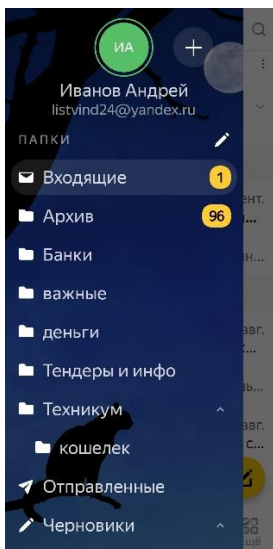 ИА
Иванов Андрей
listvind24@yandex.ru
ПАПКИ
Входящие 1
Архив 96
Банки
важные
деньги
Тендеры и инфо
Техникум
кошелек
Отправленные
Черновики